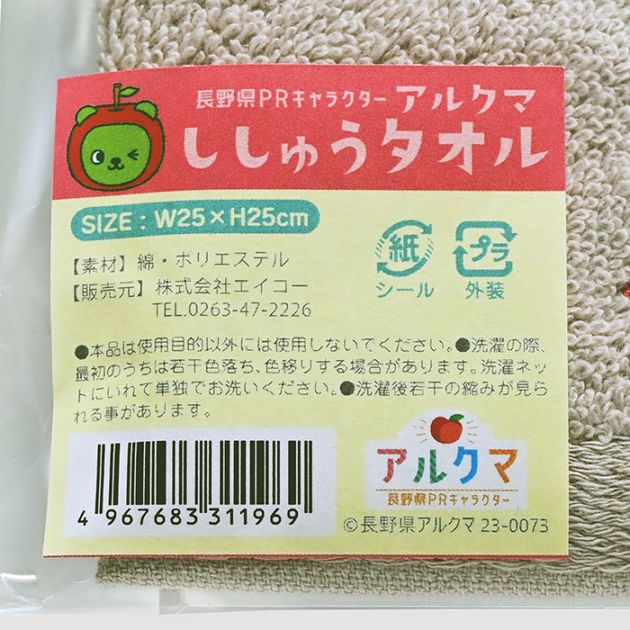 長野県PRキャラクター アルクマ
ししゅうタオル
SIZE : W25×H25cm
【素材】綿・ポリエステル
【販売元】株式会社エイコー
TEL.0263-47-2226
紙
シール
プラ
外装
●本品は使用目的以外には使用しないでください。●洗濯の際、
最初のうちは若干色落ち、色移りする場合があります。洗濯ネッ
トにいれて単独でお洗いください。●洗濯後若干の縮みが見ら
れる事があります。
4 967683 311969
アルクマ
長野県PRキャラクター
©長野県アルクマ 23-0073